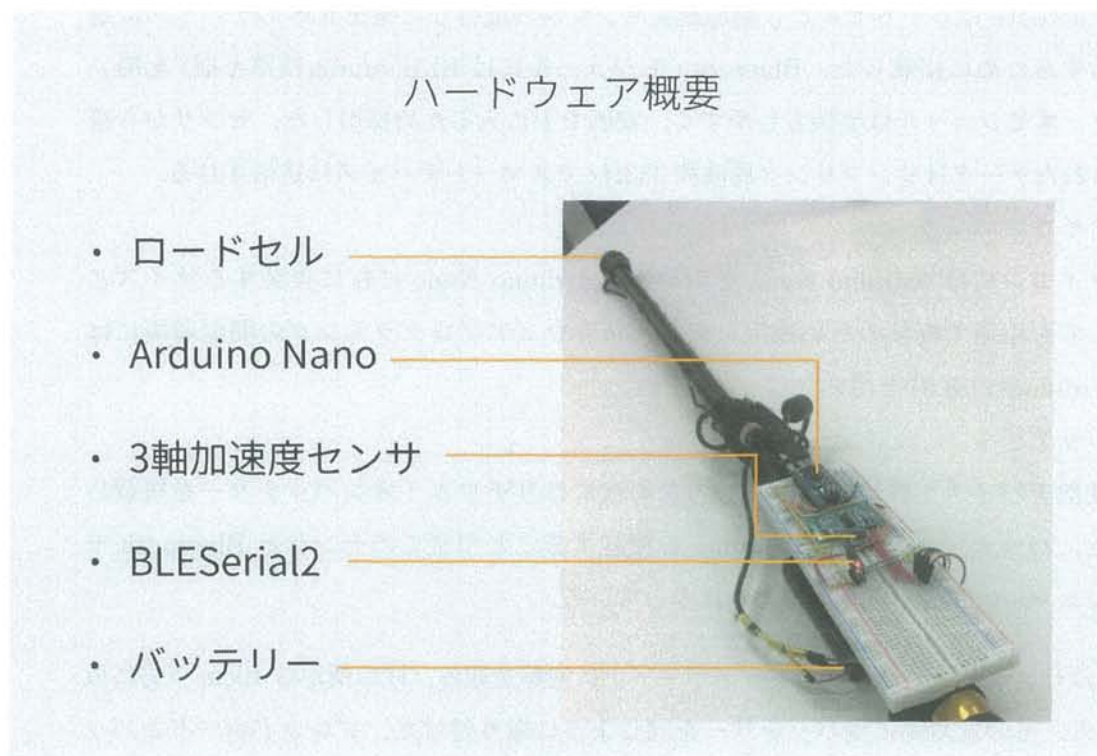 ハードウェア概要
・ ロードセル
・ Arduino Nano
・ 3軸加速度センサ
・ BLESerial2
・ バッテリー